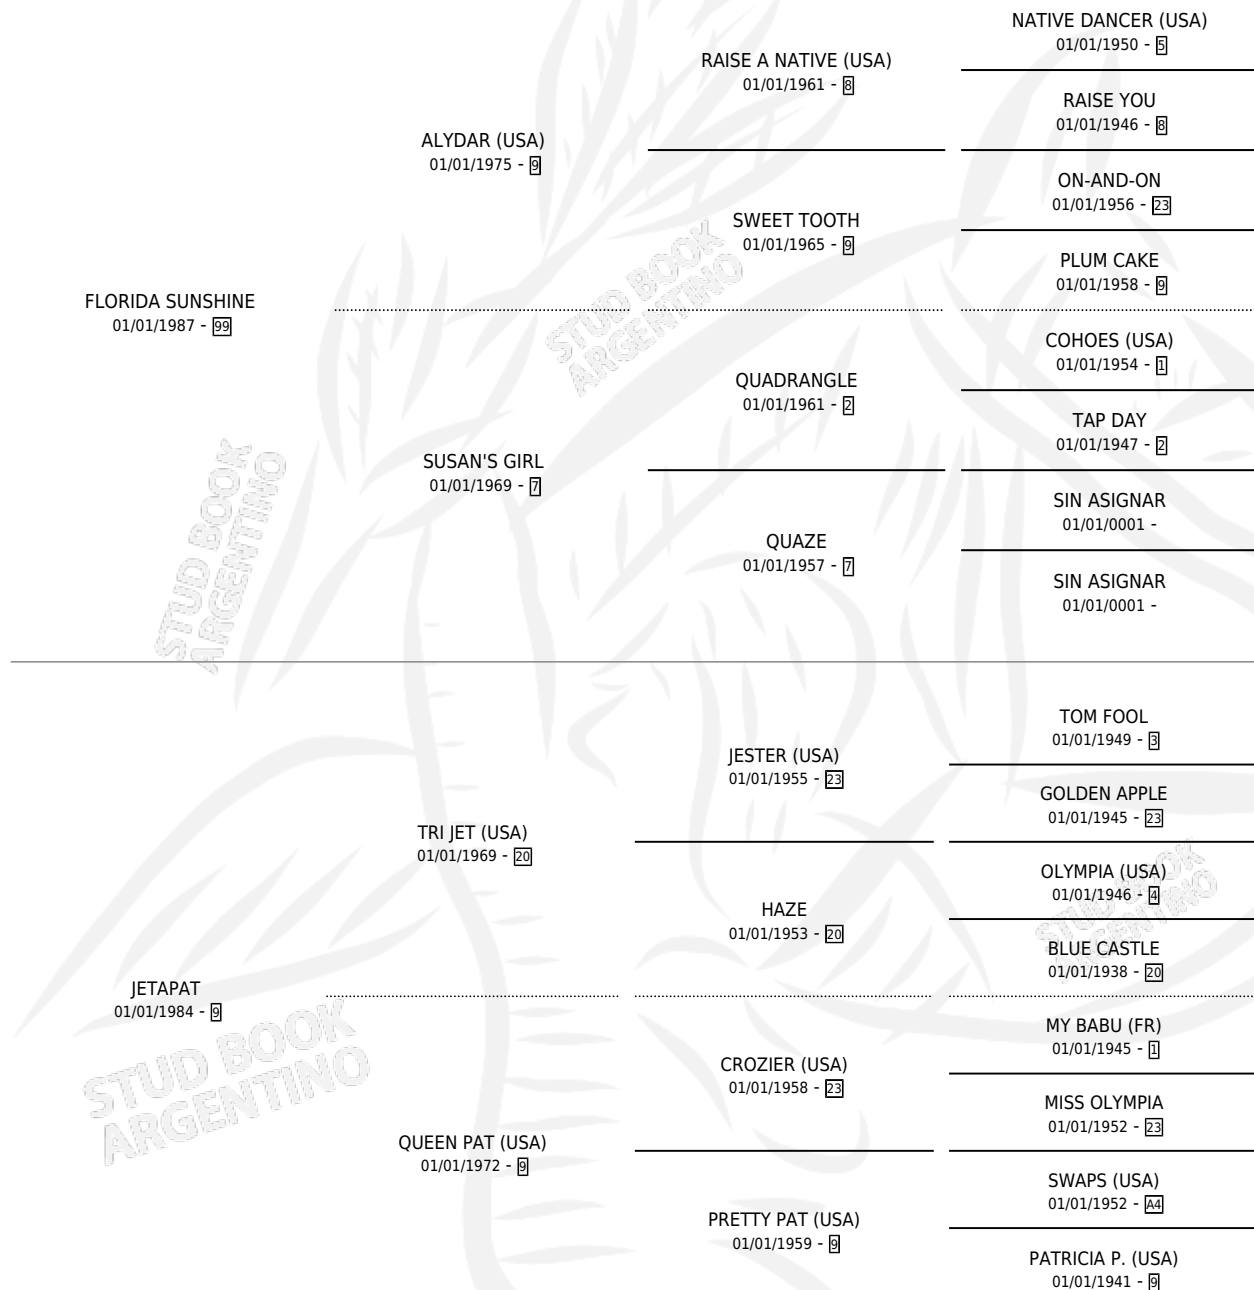 NATIVE DANCER (USA)
01/01/1950 - 5
RAISE A NATIVE (USA)
01/01/1961 - 8
RAISE YOU
01/01/1946 - 8
ALYDAR (USA)
01/01/1975 - 9
ON-AND-ON
01/01/1956 - 23
SWEET TOOTH
01/01/1965 - 9
PLUM CAKE
01/01/1958 - 9
FLORIDA SUNSHINE
01/01/1987 - 99
COHOES (USA)
01/01/1954 - 1
QUADRANGLE
01/01/1961 - 2
TAP DAY
01/01/1947 - 2
SUSAN'S GIRL
01/01/1969 - 7
SIN ASIGNAR
01/01/0001 -
QUAZE
01/01/1957 - 7
SIN ASIGNAR
01/01/0001 -
TOM FOOL
01/01/1949 - 3
JESTER (USA)
01/01/1955 - 23
GOLDEN APPLE
01/01/1945 - 23
TRI JET (USA)
01/01/1969 - 20
OLYMPIA (USA)
01/01/1946 - 4
HAZE
01/01/1953 - 20
BLUE CASTLE
01/01/1938 - 20
JETAPAT
01/01/1984 - 9
MY BABU (FR)
01/01/1945 - 1
CROZIER (USA)
01/01/1958 - 23
MISS OLYMPIA
01/01/1952 - 23
QUEEN PAT (USA)
01/01/1972 - 9
SWAPS (USA)
01/01/1952 - A4
PRETTY PAT (USA)
01/01/1959 - 9
PATRICIA P. (USA)
01/01/1941 - 9
STUD BOOK
ARGENTINO
STUD BOOK
ARGENTINO
STUD BOOK
ARGENTINO
STUD BOOK
ARGENTINO